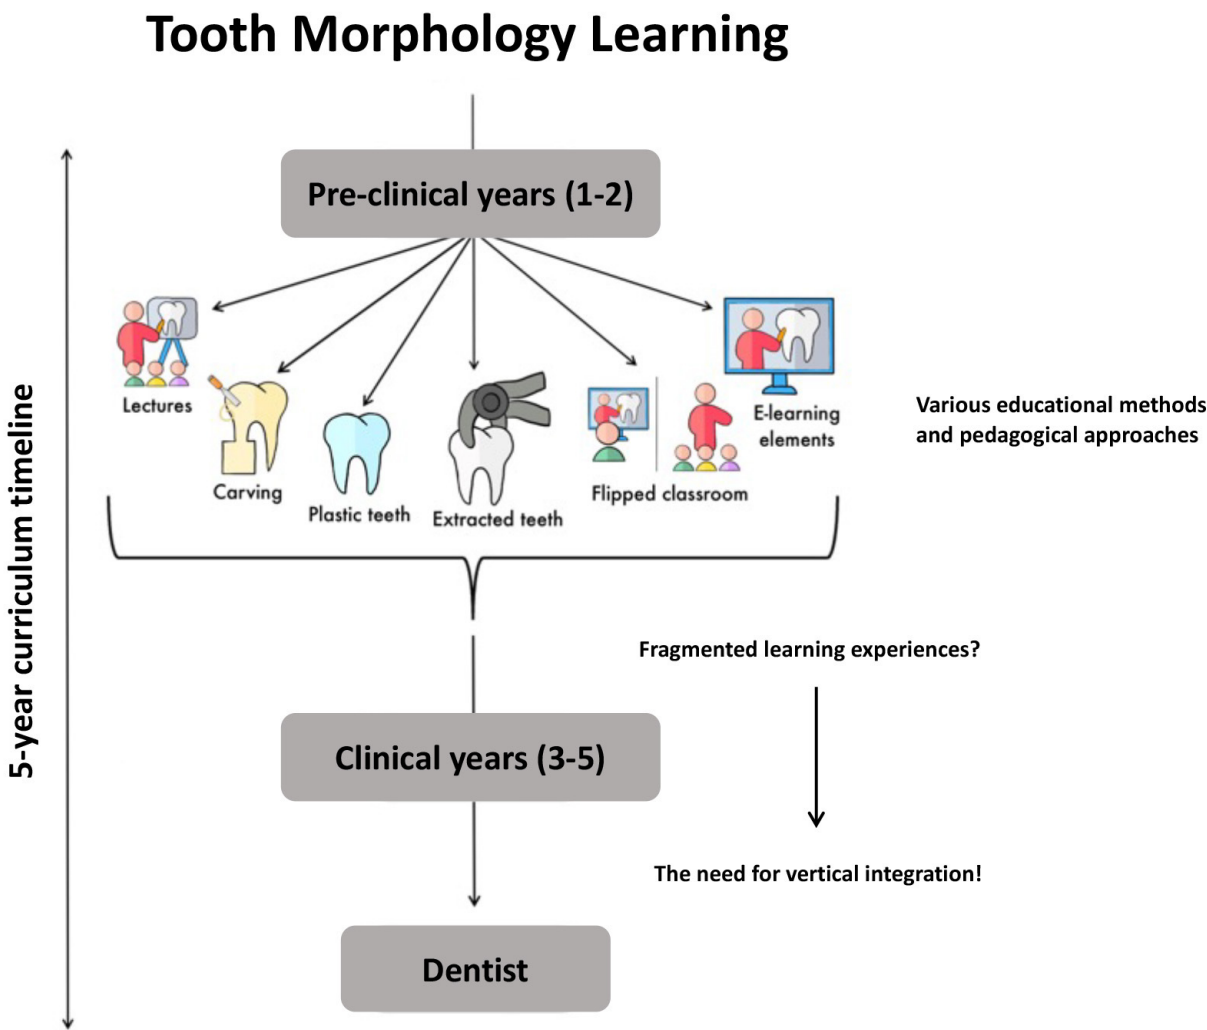 Tooth Morphology Learning
Pre-clinical years (1-2)
Lectures
Carving
Plastic teeth
Extracted teeth
Flipped classroom
E-learning
elements
Various educational methods
and pedagogical approaches
5-year curriculum timeline
Fragmented learning experiences?
Clinical years (3-5)
The need for vertical integration!
Dentist